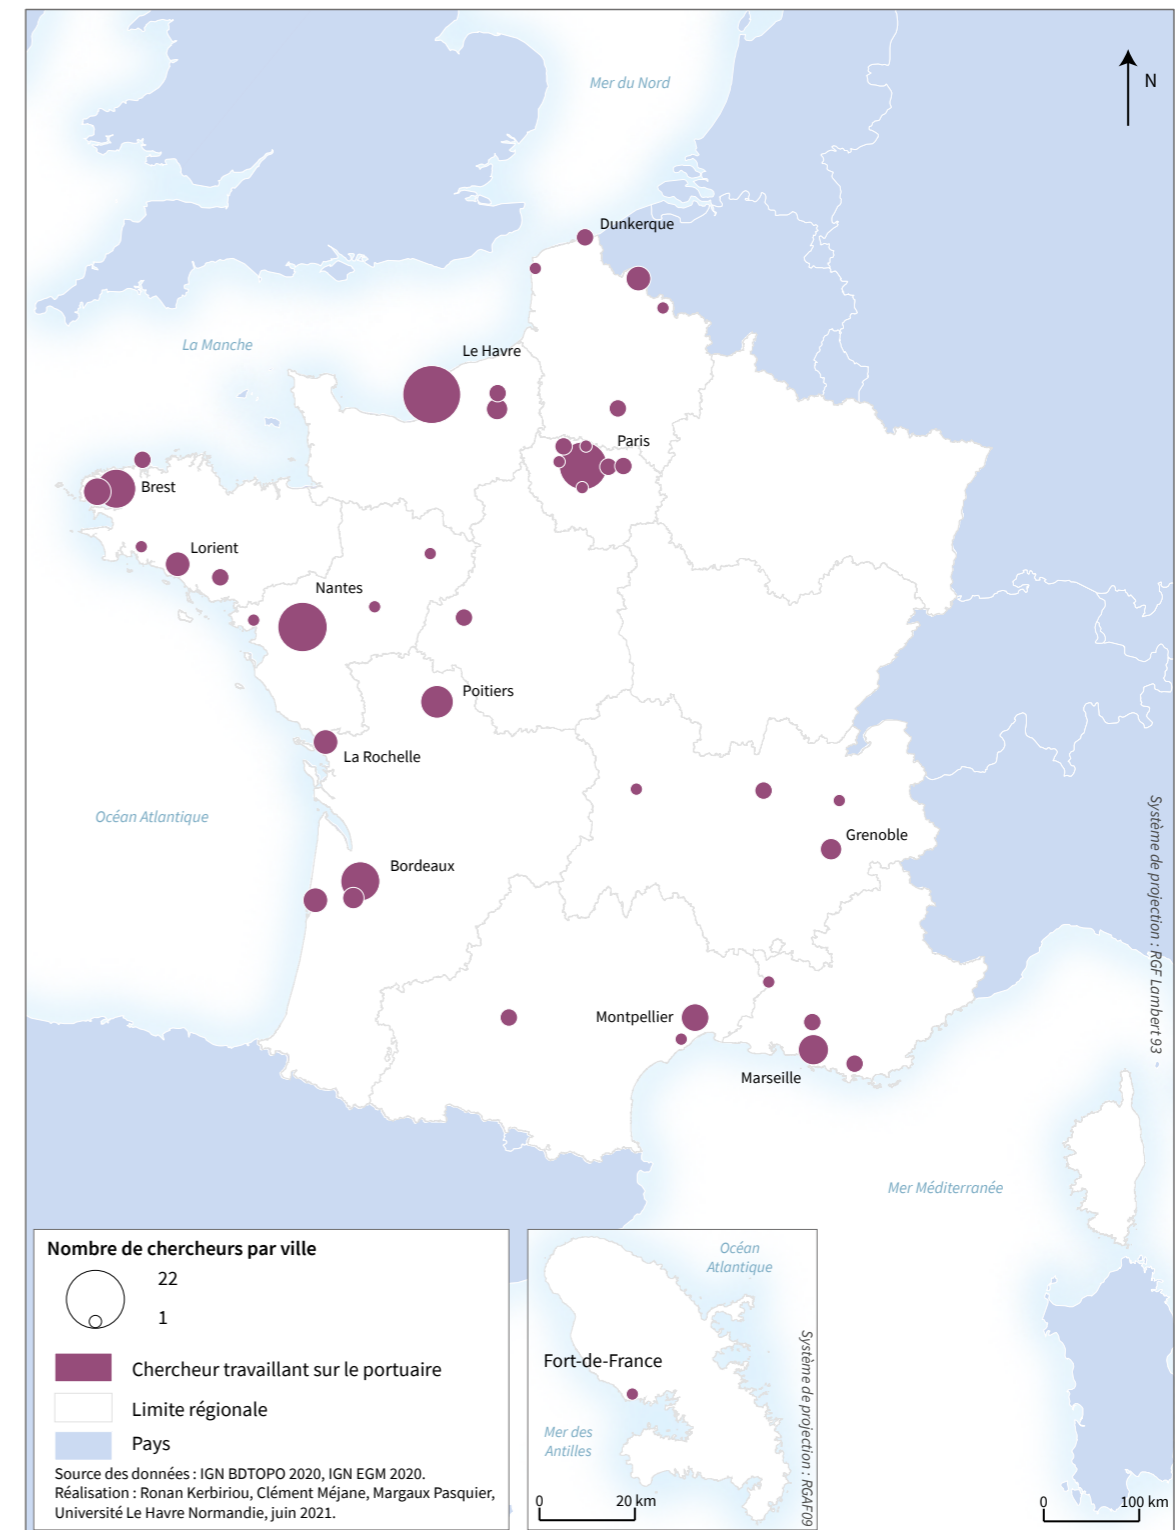 Mer du Nord
N
Dunkerque
La Manche
Le Havre
Paris
Brest
Lorient
Nantes
Poitiers
La Rochelle
Océan Atlantique
Grenoble
Bordeaux
Montpellier
Marseille
Mer Méditerranée
Système de projection : RGF Lambert 93 -
Nombre de chercheurs par ville
22
1
Chercheur travaillant sur le portuaire
Limite régionale
Pays
Source des données : IGN BDTOPO 2020, IGN EGM 2020.
Réalisation : Ronan Kerbiriou, Clément Méjane, Margaux Pasquier,
Université Le Havre Normandie, juin 2021.
Océan
Atlantique
Fort-de-France
Mer des
Antilles
Système de projection : RGAF09
0 20 km
0 100 km